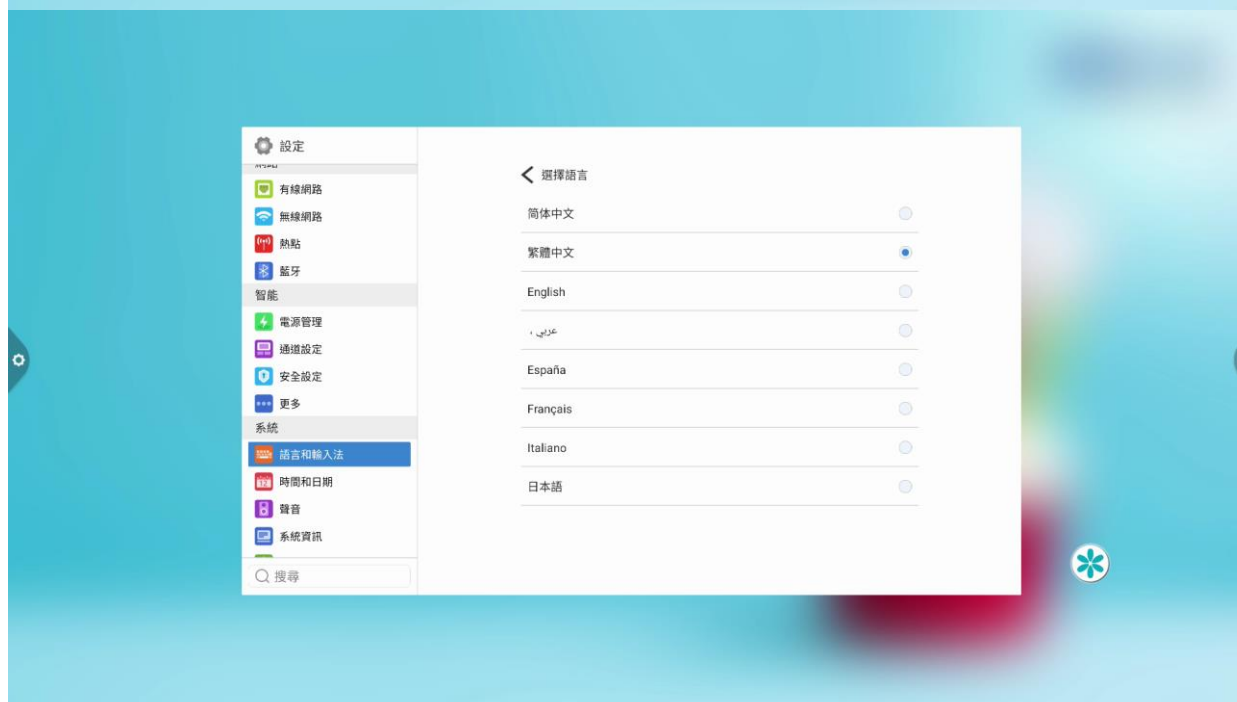 設定
有線網路
無線網路
熱點
藍牙
智能
電源管理
通道設定
安全設定
更多
系統
語言和輸入法
時間和日期
聲音
系統資訊
搜尋
選擇語言
简体中文
繁體中文
English
عربي ،
España
Français
Italiano
日本語